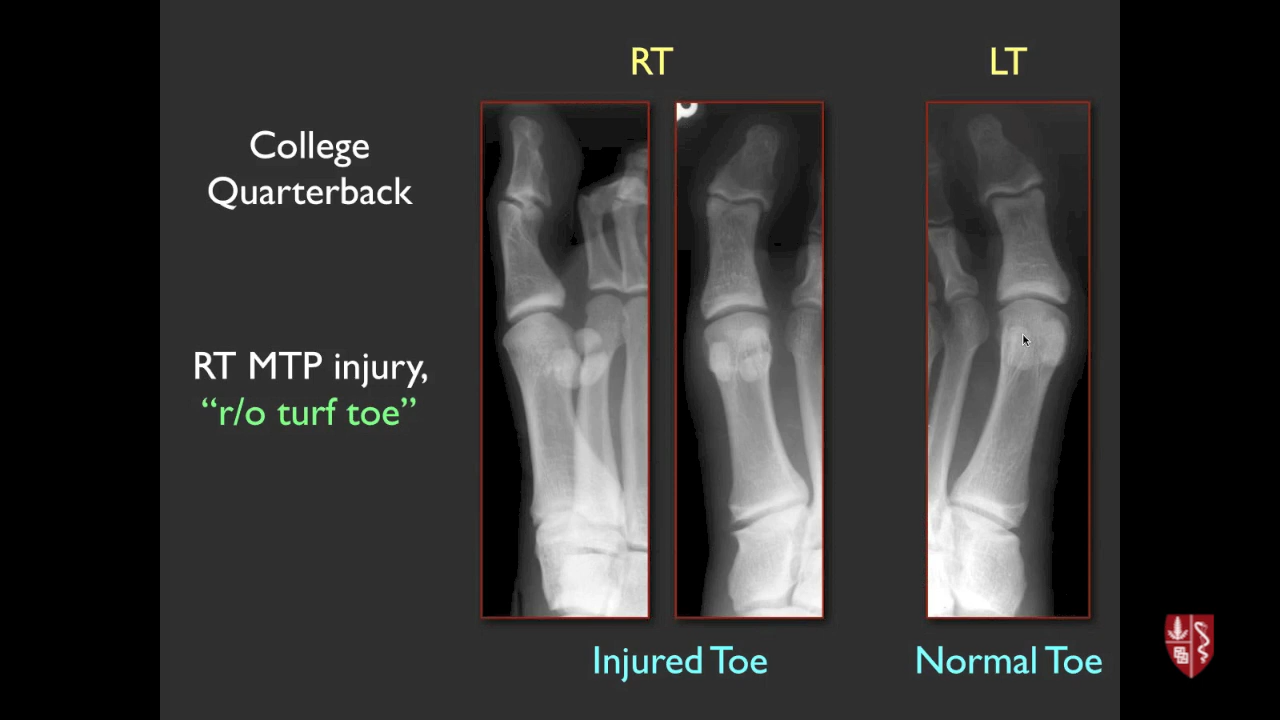 RT
LT
College
Quarterback
RT MTP injury,
“r/o turf toe”
Injured Toe
Normal Toe